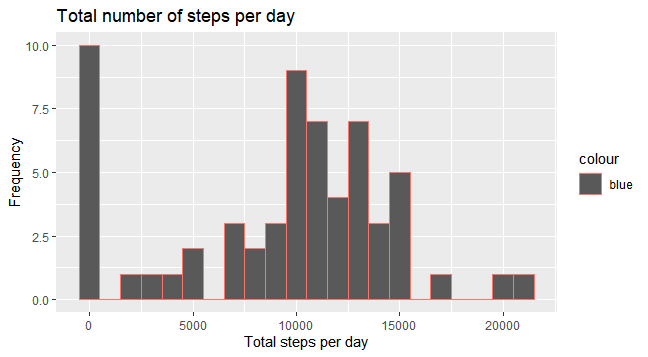 Total number of steps per day
Frequency
10.0
7.5
5.0
2.5
0.0
0 5000 10000 15000 20000
Total steps per day
colour
blue